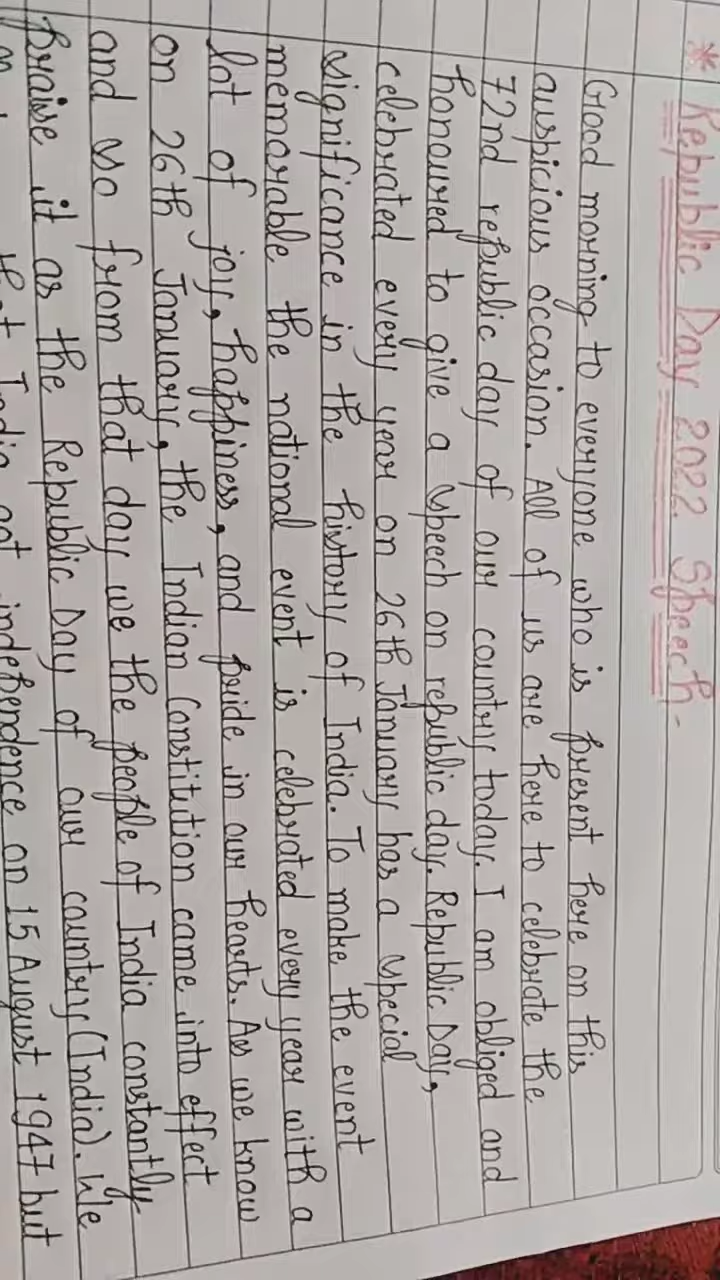 * Republic Day 2022 Speech-
Good morning to everyone who is present here on this
auspicious occasion. All of us are here to celebrate the
72nd republic day of our country today. I am obliged and
honoured to give a speech on republic day. Republic Day,
celebrated every year on 26th January has a special
significance in the history of India. To make the event
memorable the national event is celebrated every year with a
lot of joy, happiness, and pride in our hearts. As we know
on 26th January, the Indian Constitution came into effect
and so from that day we the people of India constantly
praise it as the Republic Day of our country (India). We
that India got independence on 15 August 1947 but